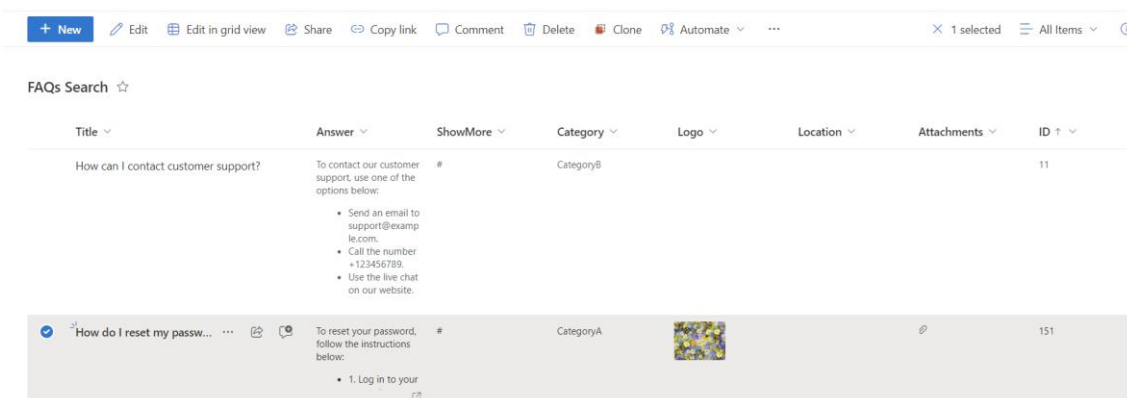 New Edit Edit in grid view Share Copy link Comment Delete Clone Automate ... 1 selected All Items
FAQs Search
Title Answer ShowMore Category Logo Location Attachments ID
How can I contact customer support? To contact our customer # CategoryB 11
support, use one of the
options below:
• Send an email to
support@examp
le.com.
• Call the number
+123456789.
• Use the live chat
on our website.
How do I reset my passw... ... To reset your password, # CategoryA 151
follow the instructions
below:
• 1. Log in to your